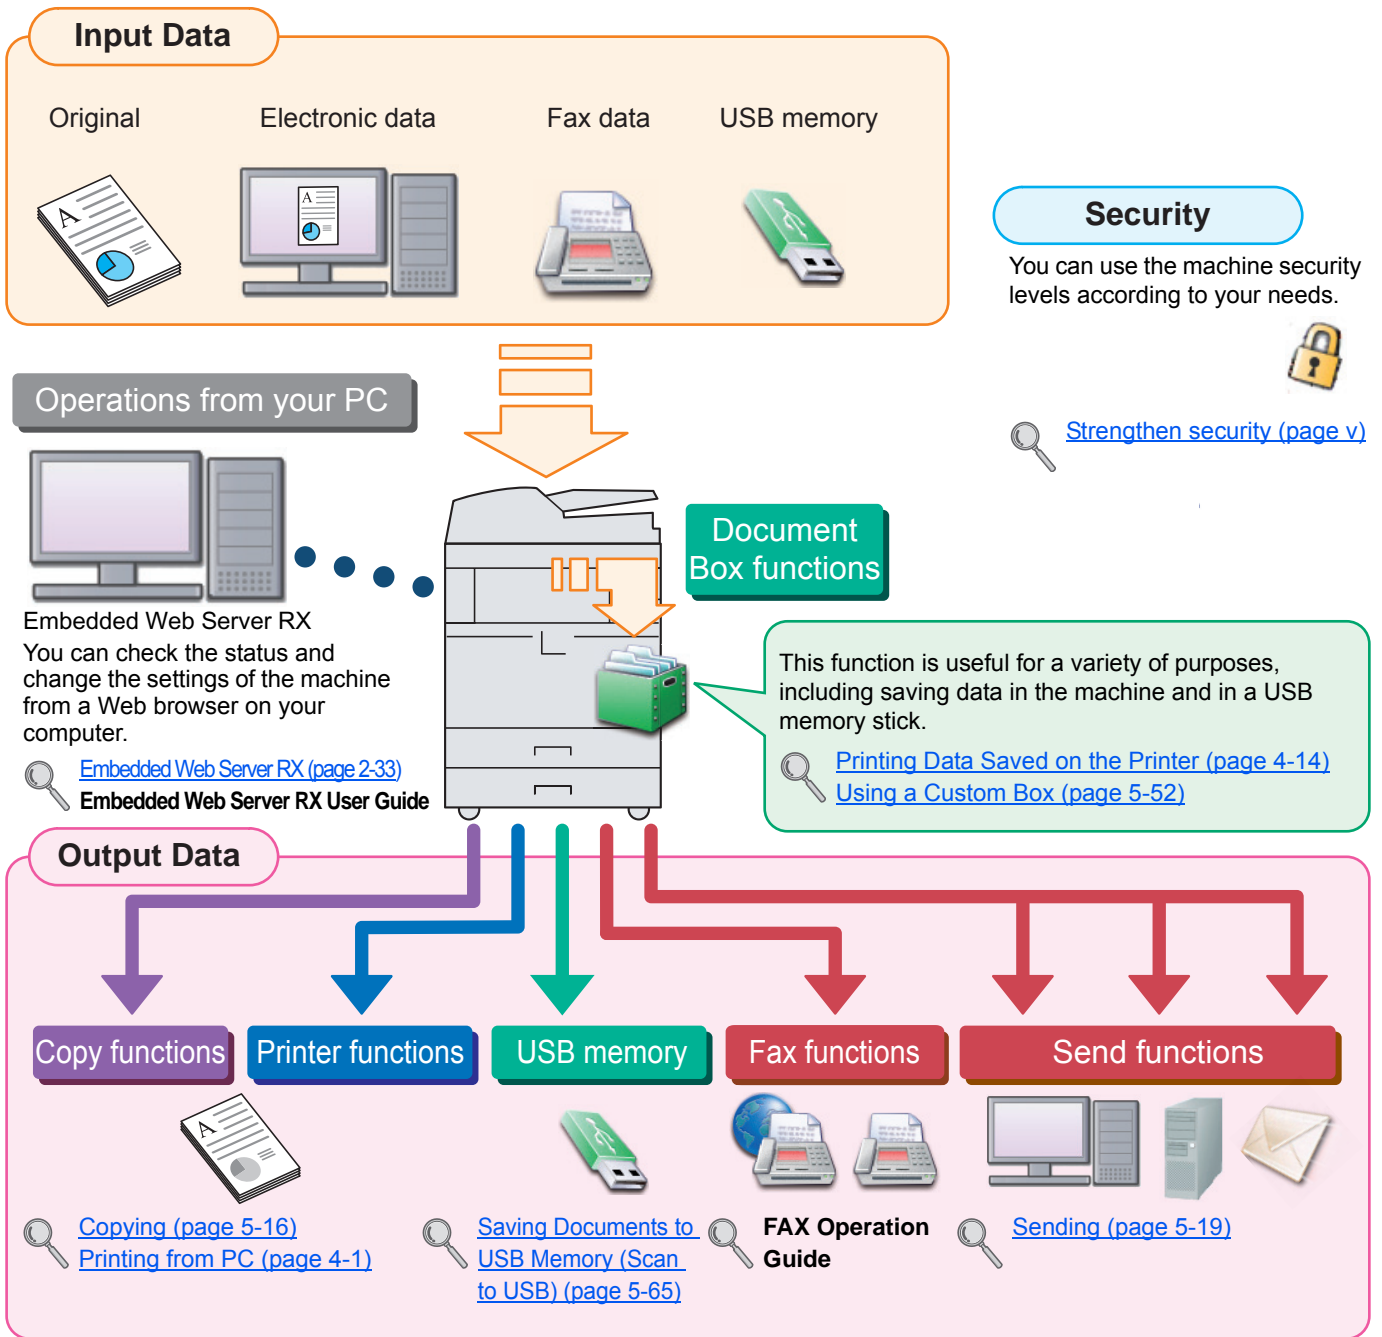 Input Data
Original
Electronic data
Fax data
USB memory
A
A
Security
You can use the machine security
levels according to your needs.
Strengthen security (page v)
Operations from your PC
Document
Box functions
Embedded Web Server RX
You can check the status and
change the settings of the machine
from a Web browser on your
computer.
Embedded Web Server RX (page 2-33)
Embedded Web Server RX User Guide
This function is useful for a variety of purposes,
including saving data in the machine and in a USB
memory stick.
Printing Data Saved on the Printer (page 4-14)
Using a Custom Box (page 5-52)
Output Data
Copy functions
Printer functions
USB memory
Fax functions
Send functions
A
Copying (page 5-16)
Printing from PC (page 4-1)
Saving Documents to
USB Memory (Scan
to USB) (page 5-65)
FAX Operation
Guide
Sending (page 5-19)